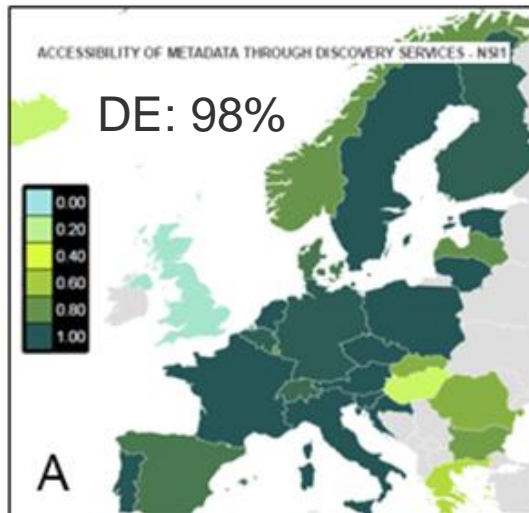 ACCESSIBILITY OF METADATA THROUGH DISCOVERY SERVICES - NSI1
DE: 98%
0.00
0.20
0.40
0.60
0.80
1.00
A